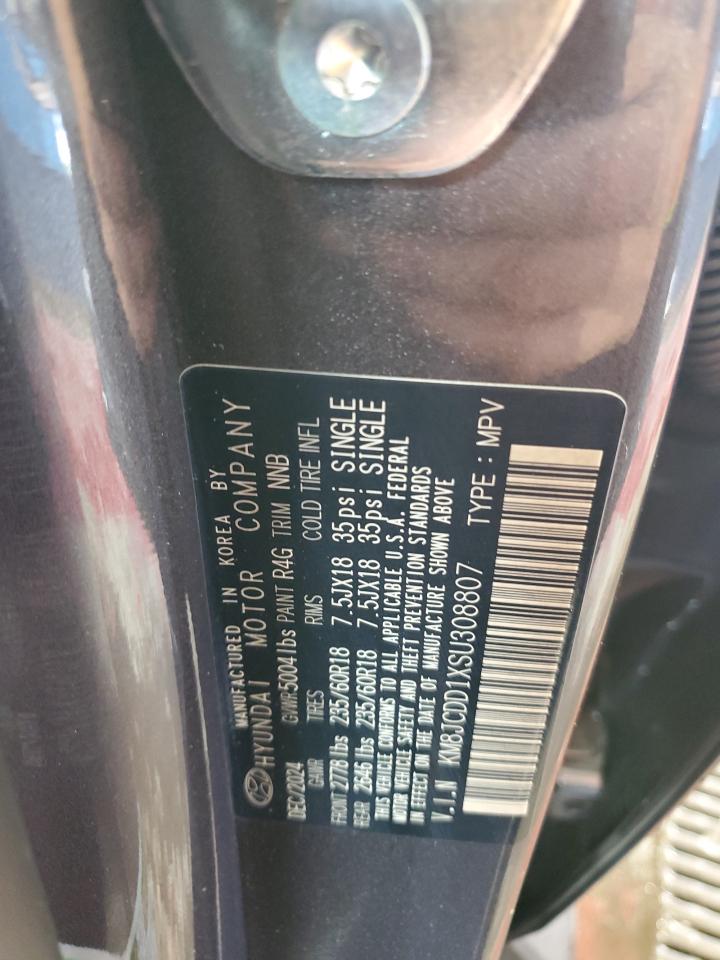 MANUFACTURED IN KOREA BY
HYUNDAI MOTOR COMPANY
DEC/2024 GVWR 5004 lbs PAINT R4G TRIM NNB
GAWR TIRES RIMS COLD TIRE INFL
FRONT 2778 lbs 235/60R18 7.5JX18 35psi SINGLE
REAR 2646 lbs 235/60R18 7.5JX18 35psi SINGLE
THIS VEHICLE CONFORMS TO ALL APPLICABLE U.S.A. FEDERAL
MOTOR VEHICLE SAFETY AND THEFT PREVENTION STANDARDS
IN EFFECT ON THE DATE OF MANUFACTURE SHOWN ABOVE
V.I.N KM8JCDD1XSU308807 TYPE : MPV